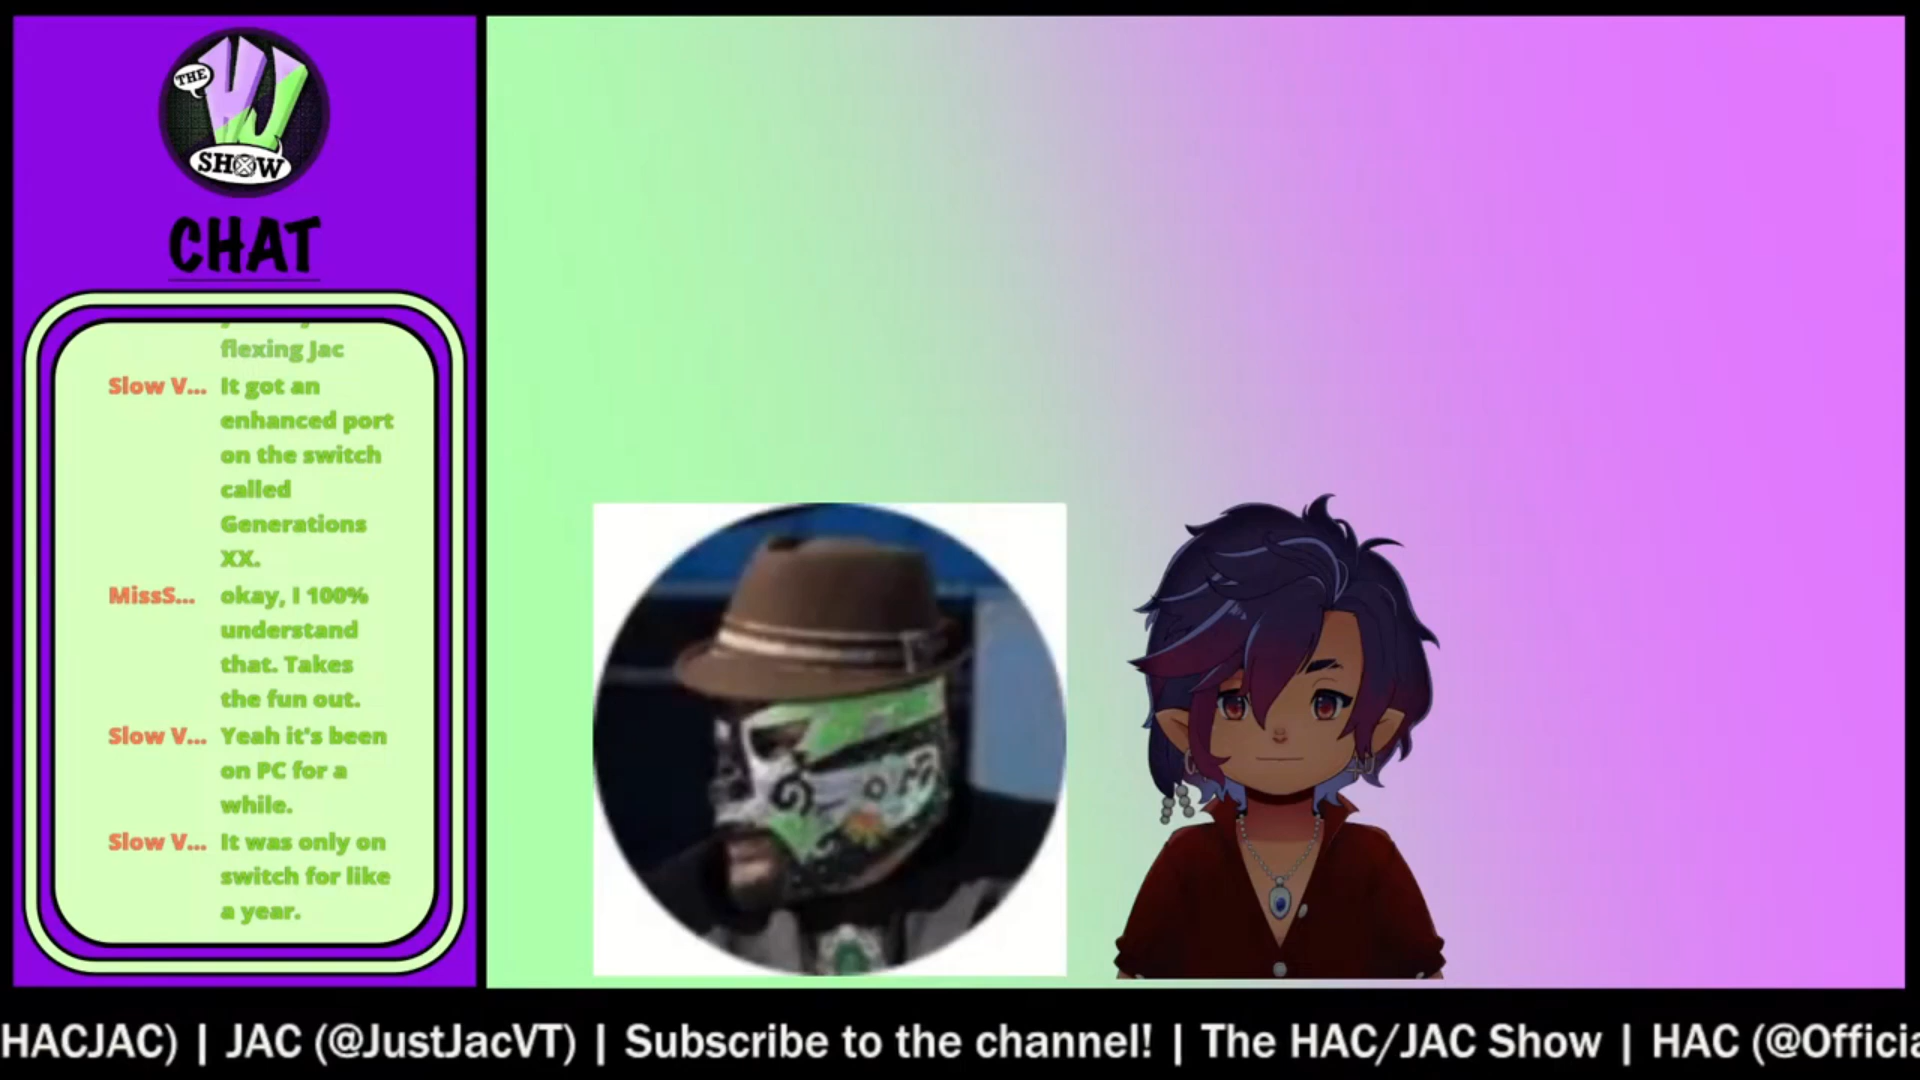 THE
HJ
SHOW
CHAT
flexing Jac
Slow V... It got an
enhanced port
on the switch
called
Generations
XX.
MissS... okay, I 100%
understand
that. Takes
the fun out.
Slow V... Yeah it's been
on PC for a
while.
Slow V... It was only on
switch for like
a year.
HACJAC) | JAC (@JustJacVT) | Subscribe to the channel! | The HAC/JAC Show | HAC (@Officia